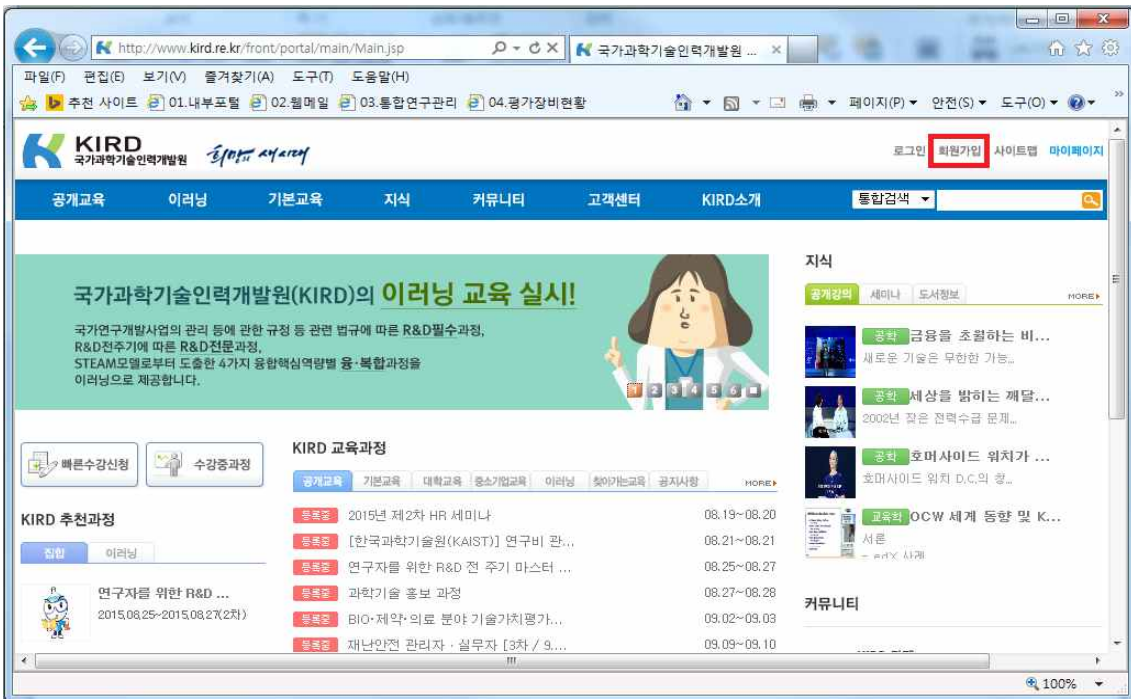 http://www.kird.re.kr/front/portal/main/Main.jsp
국가과학기술인력개발원 ...
파일(F) 편집(E) 보기(V) 즐겨찾기(A) 도구(T) 도움말(H)
추천 사이트 01.내부포털 02.웹메일 03.통합연구관리 04.평가장비현황
페이지(P) 안전(S) 도구(O)
KIRD
국가과학기술인력개발원
로그인 회원가입 사이트맵 마이페이지
공개교육 이러닝 기본교육 지식 커뮤니티 고객센터 KIRD소개
통합검색
국가과학기술인력개발원(KIRD)의 이러닝 교육 실시!
국가연구개발사업의 관리 등에 관한 규정 등 관련 법규에 따른 R&D필수과정,
R&D전주기에 따른 R&D전문과정,
STEAM모델로부터 도출한 4가지 융합핵심역량별 융·복합과정을
이러닝으로 제공합니다.
1 2 3 4 5 6
지식
공개강의 세미나 도서정보 MORE
공학 금융을 초월하는 비...
새로운 기술은 무한한 가능...
공학 세상을 밝히는 깨달...
2002년 잦은 전력수급 문제...
공학 호머사이드 워치가 ...
호머사이드 워치 D.C.의 창...
교육학 OCW 세계 동향 및 K...
서론
- edX 사례
커뮤니티
빠른수강신청 수강중과정
KIRD 추천과정
집합 이러닝
연구자를 위한 R&D ...
2015.08.25~2015.08.27(2차)
KIRD 교육과정
공개교육 기본교육 대학교육 중소기업교육 이러닝 찾아가는교육 공지사항 MORE
등록중 2015년 제2차 HR 세미나 08.19~08.20
등록중 [한국과학기술원(KAIST)] 연구비 관... 08.21~08.21
등록중 연구자를 위한 R&D 전 주기 마스터 ... 08.25~08.27
등록중 과학기술 홍보 과정 08.27~08.28
등록중 BIO·제약·의료 분야 기술가치평가... 09.02~09.03
등록중 재난안전 관리자·실무자 [3차 / 9.... 09.09~09.10
100%